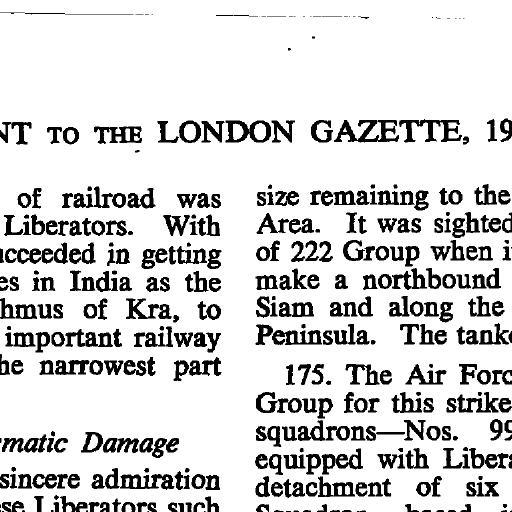 NT TO THE LONDON GAZETTE, 19
of railroad was
Liberators. With
ucceeded in getting
es in India as the
hmus of Kra, to
important railway
he narrowest part
matic Damage
sincere admiration
ese Liberators such
size remaining to the
Area. It was sighted
of 222 Group when i
make a northbound
Siam and along the
Peninsula. The tank
175. The Air Forc
Group for this strike
squadrons—Nos. 99
equipped with Libera
detachment of six